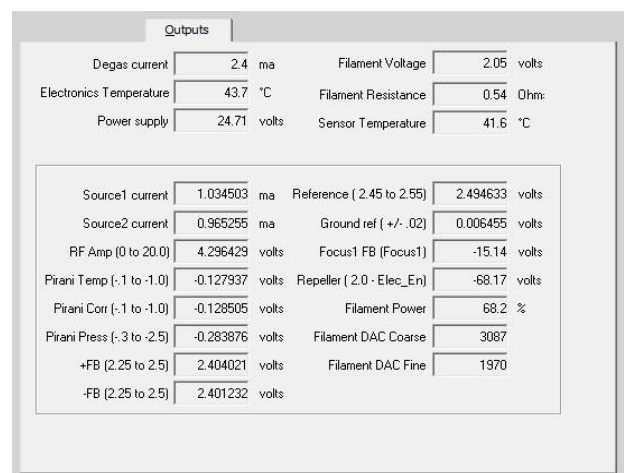 Outputs
Degas current 2.4 ma Filament Voltage 2.05 volts
Electronics Temperature 43.7 °C Filament Resistance 0.54 Ohm:
Power supply 24.71 volts Sensor Temperature 41.6 °C
Source1 current 1.034503 ma Reference ( 2.45 to 2.55) 2.494633 volts
Source2 current 0.965255 ma Ground ref ( +/- .02) 0.006455 volts
RF Amp (0 to 20.0) 4.296429 volts Focus1 FB (Focus1) -15.14 volts
Pirani Temp (-.1 to -1.0) -0.127937 volts Repeller ( 2.0 - Elec_En) -68.17 volts
Pirani Corr (-.1 to -1.0) -0.128505 volts Filament Power 68.2 %
Pirani Press (-.3 to -2.5) -0.283876 volts Filament DAC Coarse 3087
+FB (2.25 to 2.5) 2.404021 volts Filament DAC Fine 1970
-FB (2.25 to 2.5) 2.401232 volts